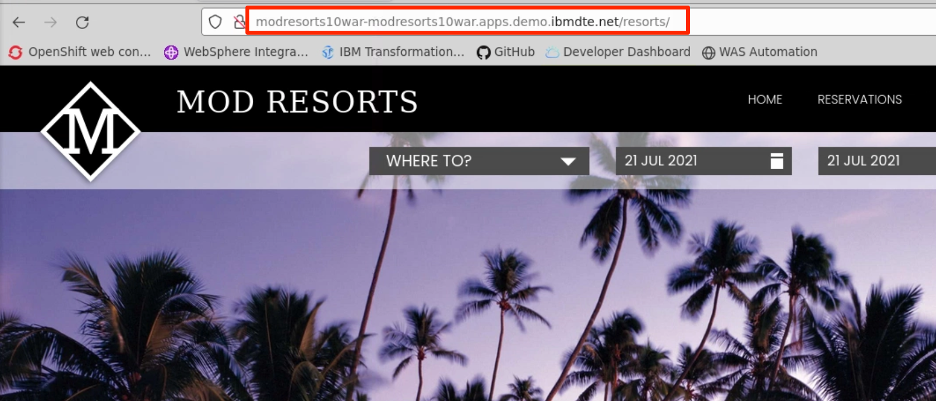 modresorts10war-modresorts10war.apps.demo.ibmdte.net/resorts/
OpenShift web con... WebSphere Integra... IBM Transformation... GitHub Developer Dashboard WAS Automation
M MOD RESORTS HOME RESERVATIONS
WHERE TO? 21 JUL 2021 21 JUL 2021